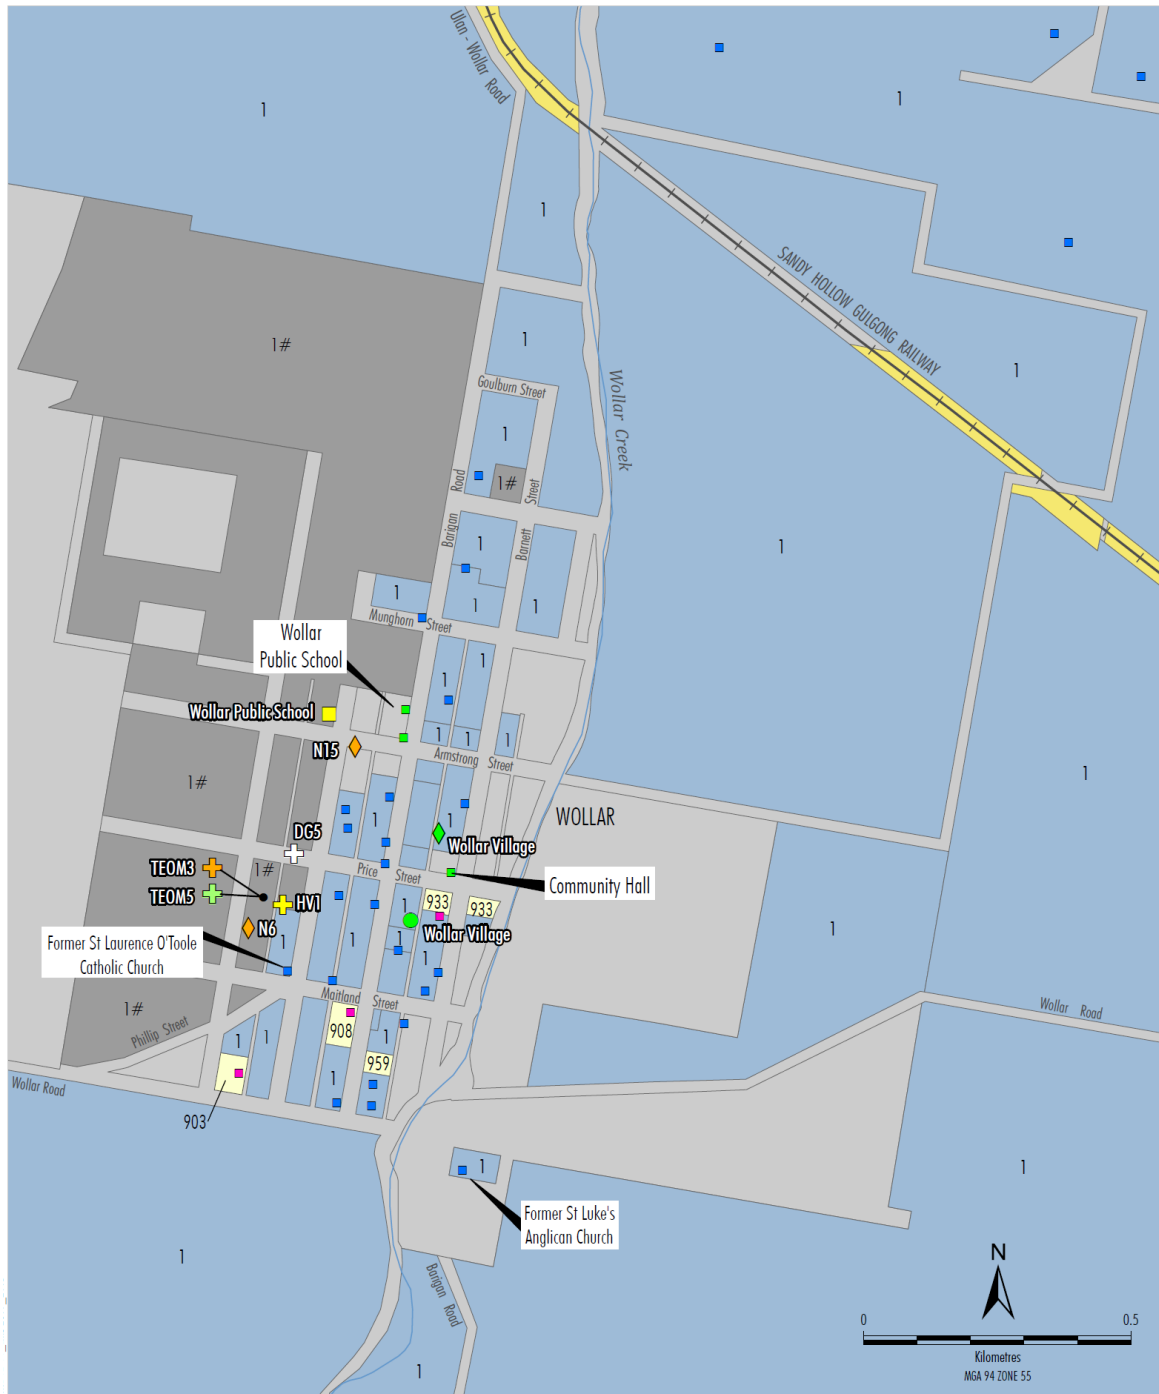 Ulan - Wollar Road
1
1
1
SANDY HOLLOW GULGONG RAILWAY
1#
1
1
Goulburn Street
Wollar Creek
1
1#
Barigan Road
Barnett Street
1
1
1
1
1
Munghorn Street
Wollar
Public School
1
1
Wollar Public School
N15
1
1
1
Armstrong Street
1
1#
1
1
WOLLAR
DG5
Wollar Village
TEOM3
1#
Price Street
Community Hall
TEOM5
HV1
1
933
933
N6
Wollar Village
1
1
1
1
1
Former St Laurence O'Toole
Catholic Church
Maitland Street
1#
Phillip Street
908
1
1
1
Wollar Road
959
1
Wollar Road
903
1
1
Former St Luke's
Anglican Church
1
Barigan Road
1
N
0 0.5
Kilometres
MGA 94 ZONE 55